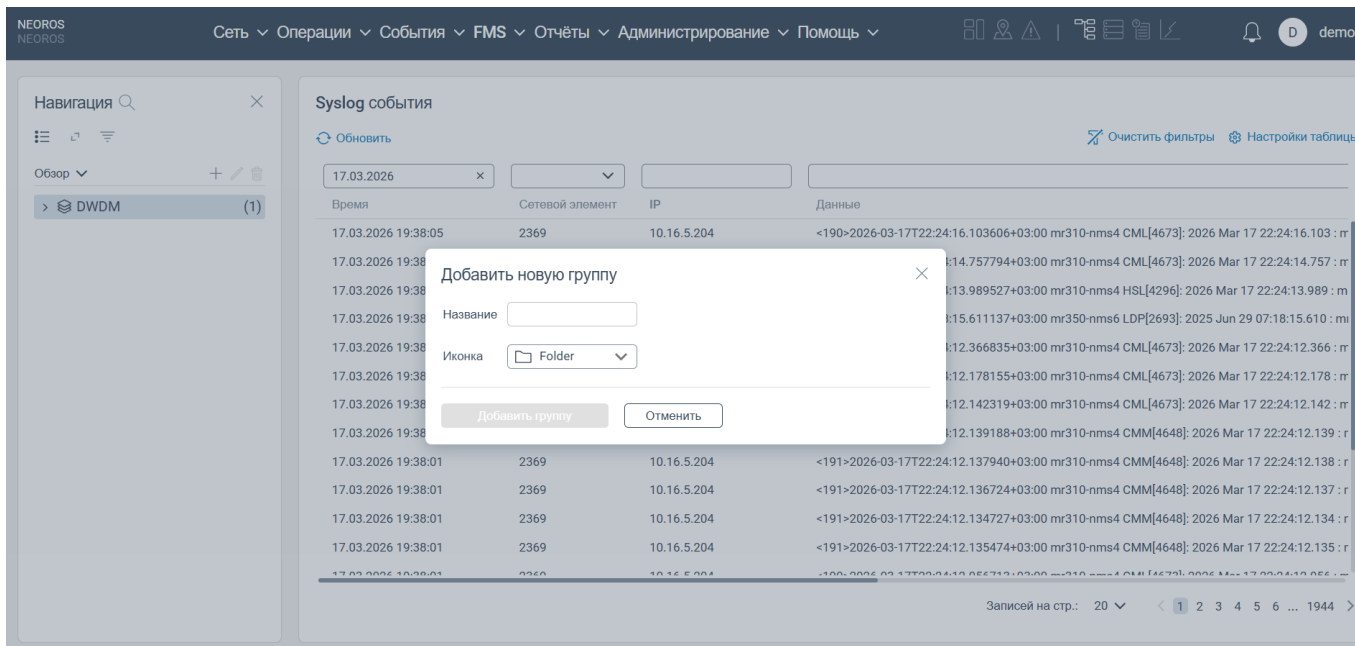 NEOROS
NEOROS
Сеть Операции События FMS Отчёты Администрирование Помощь
D demo
Навигация
Обзор
DWDM (1)
Syslog события
Обновить
Очистить фильтры Настройки таблицы
17.03.2026
Время Сетевой элемент IP Данные
17.03.2026 19:38:05 2369 10.16.5.204 <190>2026-03-17T22:24:16.103606+03:00 mr310-nms4 CML[4673]: 2026 Mar 17 22:24:16.103 : m
17.03.2026 19:38 :14.757794+03:00 mr310-nms4 CML[4673]: 2026 Mar 17 22:24:14.757 : m
17.03.2026 19:38 :13.989527+03:00 mr310-nms4 HSL[4296]: 2026 Mar 17 22:24:13.989 : m
17.03.2026 19:38 :15.611137+03:00 mr350-nms6 LDP[2693]: 2025 Jun 29 07:18:15.610 : m
17.03.2026 19:38 :12.366835+03:00 mr310-nms4 CML[4673]: 2026 Mar 17 22:24:12.366 : m
17.03.2026 19:38 :12.178155+03:00 mr310-nms4 CML[4673]: 2026 Mar 17 22:24:12.178 : m
17.03.2026 19:38 :12.142319+03:00 mr310-nms4 CML[4673]: 2026 Mar 17 22:24:12.142 : m
17.03.2026 19:38 :12.139188+03:00 mr310-nms4 CMM[4648]: 2026 Mar 17 22:24:12.139 : r
Добавить новую группу
Название
Иконка Folder
Добавить группу Отменить
17.03.2026 19:38:01 2369 10.16.5.204 <191>2026-03-17T22:24:12.137940+03:00 mr310-nms4 CMM[4648]: 2026 Mar 17 22:24:12.138 : r
17.03.2026 19:38:01 2369 10.16.5.204 <191>2026-03-17T22:24:12.136724+03:00 mr310-nms4 CMM[4648]: 2026 Mar 17 22:24:12.137 : r
17.03.2026 19:38:01 2369 10.16.5.204 <191>2026-03-17T22:24:12.134727+03:00 mr310-nms4 CMM[4648]: 2026 Mar 17 22:24:12.134 : r
17.03.2026 19:38:01 2369 10.16.5.204 <191>2026-03-17T22:24:12.135474+03:00 mr310-nms4 CMM[4648]: 2026 Mar 17 22:24:12.135 : r
Записей на стр.: 20 1 2 3 4 5 6 ... 1944